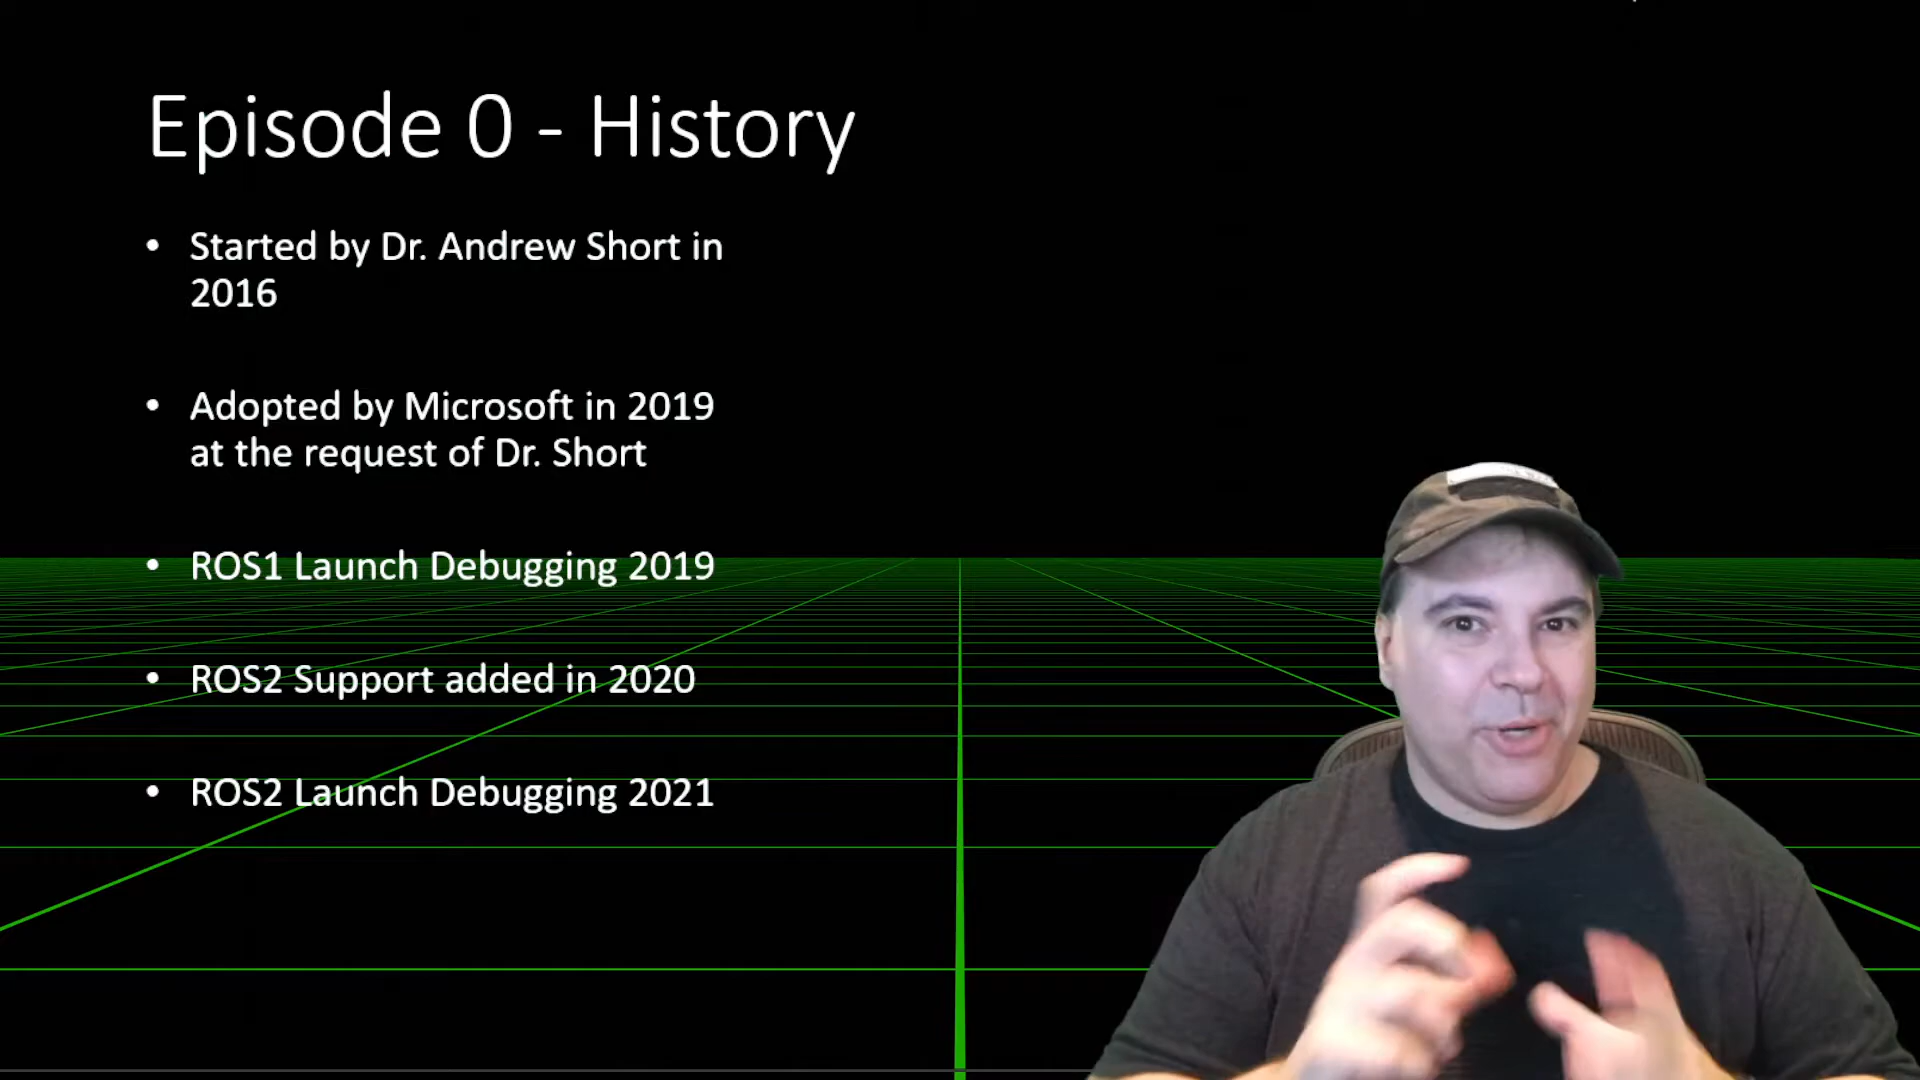 Episode 0 - History
• Started by Dr. Andrew Short in
2016
• Adopted by Microsoft in 2019
at the request of Dr. Short
• ROS1 Launch Debugging 2019
• ROS2 Support added in 2020
• ROS2 Launch Debugging 2021